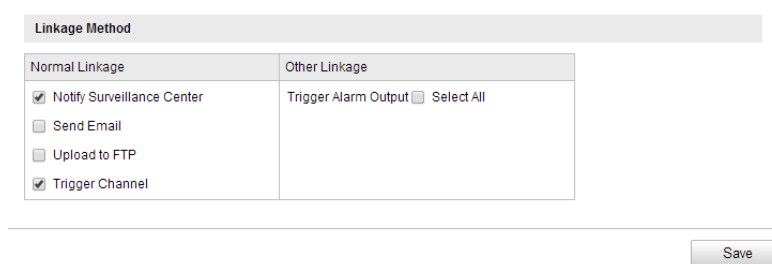 Linkage Method
Normal Linkage Other Linkage
Notify Surveillance Center Trigger Alarm Output Select All
Send Email
Upload to FTP
Trigger Channel
Save